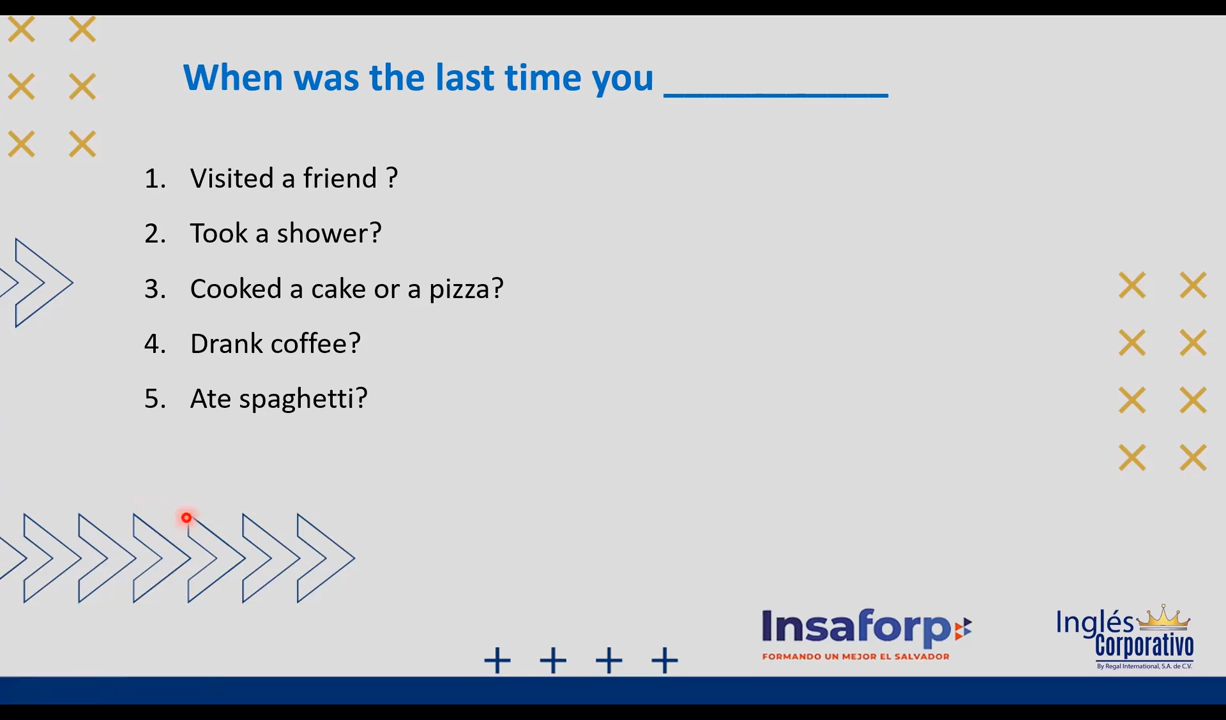 When was the last time you ___________
1. Visited a friend ?
2. Took a shower?
3. Cooked a cake or a pizza?
4. Drank coffee?
5. Ate spaghetti?
Insaforp
FORMANDO UN MEJOR EL SALVADOR
Inglés
Corporativo
By Regal International, S.A. de C.V.